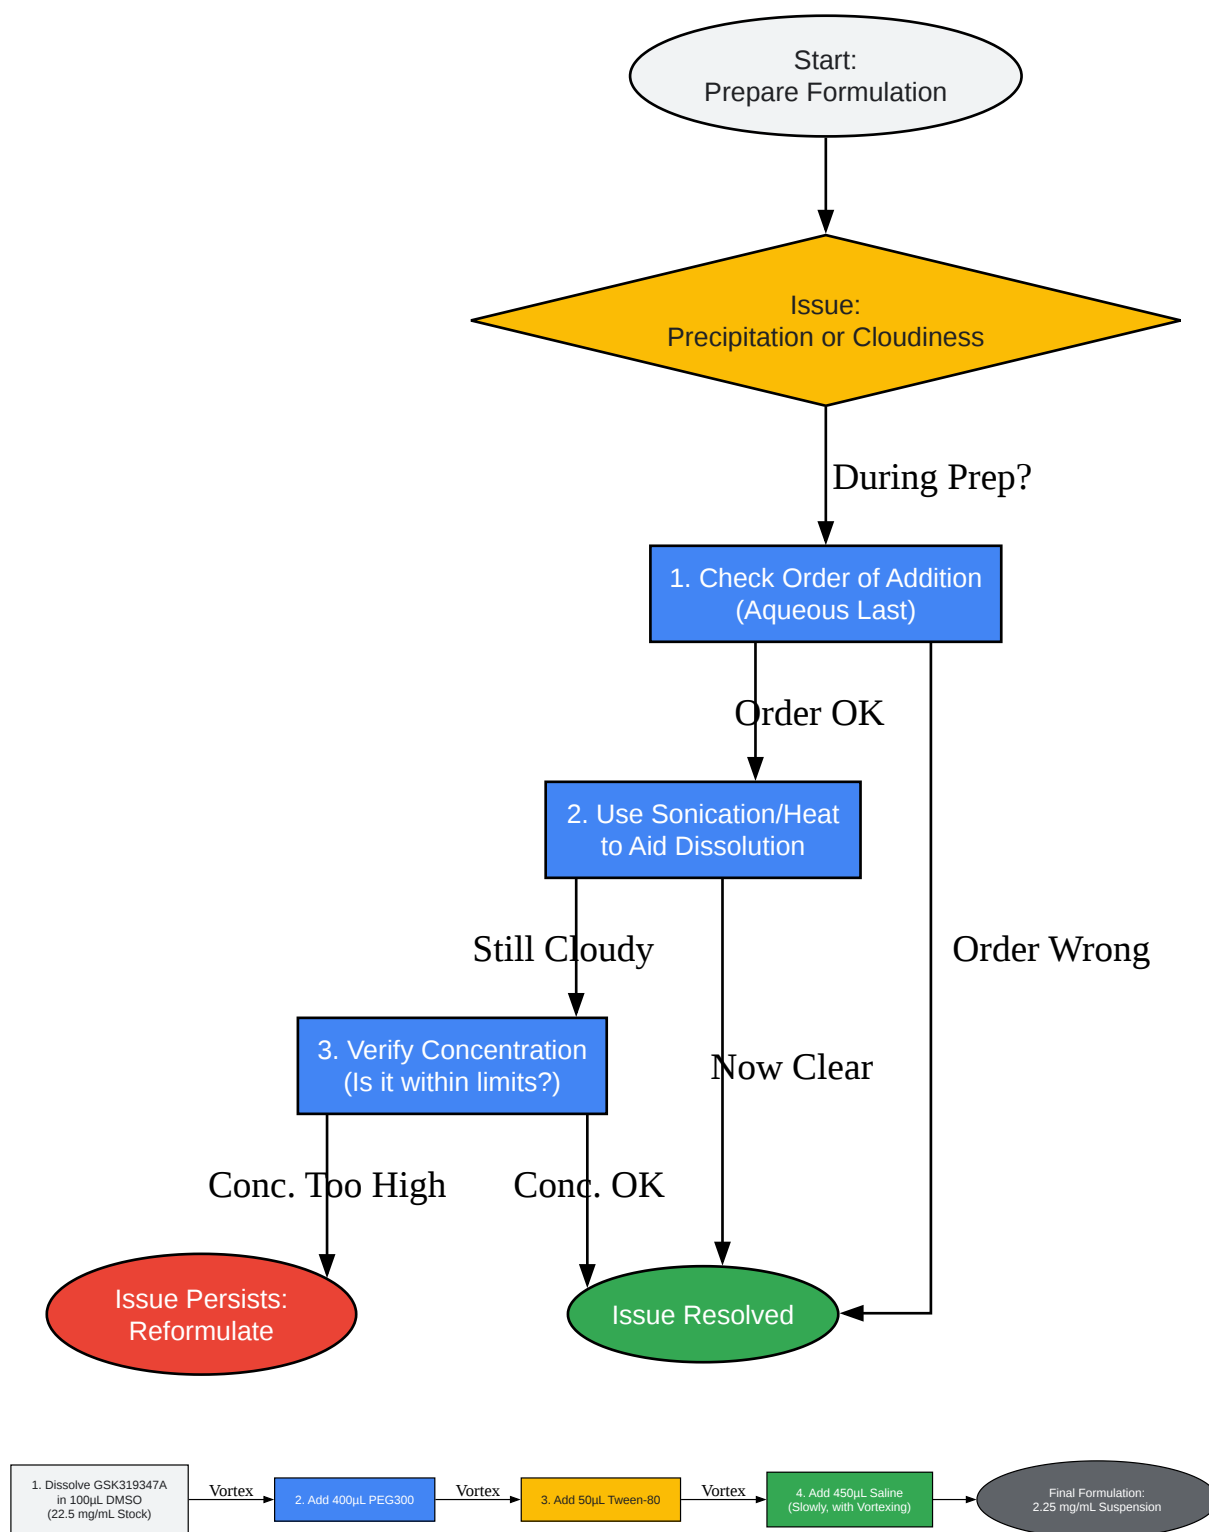 Start:
Prepare Formulation
Issue:
Precipitation or Cloudiness
During Prep?
1. Check Order of Addition
(Aqueous Last)
Order OK
2. Use Sonication/Heat
to Aid Dissolution
Still Cloudy
Order Wrong
3. Verify Concentration
(Is it within limits?)
Now Clear
Conc. Too High
Conc. OK
Issue Persists:
Reformulate
Issue Resolved
1. Dissolve GSK319347A
in 100µL DMSO
(22.5 mg/mL Stock)
Vortex
2. Add 400µL PEG300
Vortex
3. Add 50µL Tween-80
Vortex
4. Add 450µL Saline
(Slowly, with Vortexing)
Final Formulation:
2.25 mg/mL Suspension